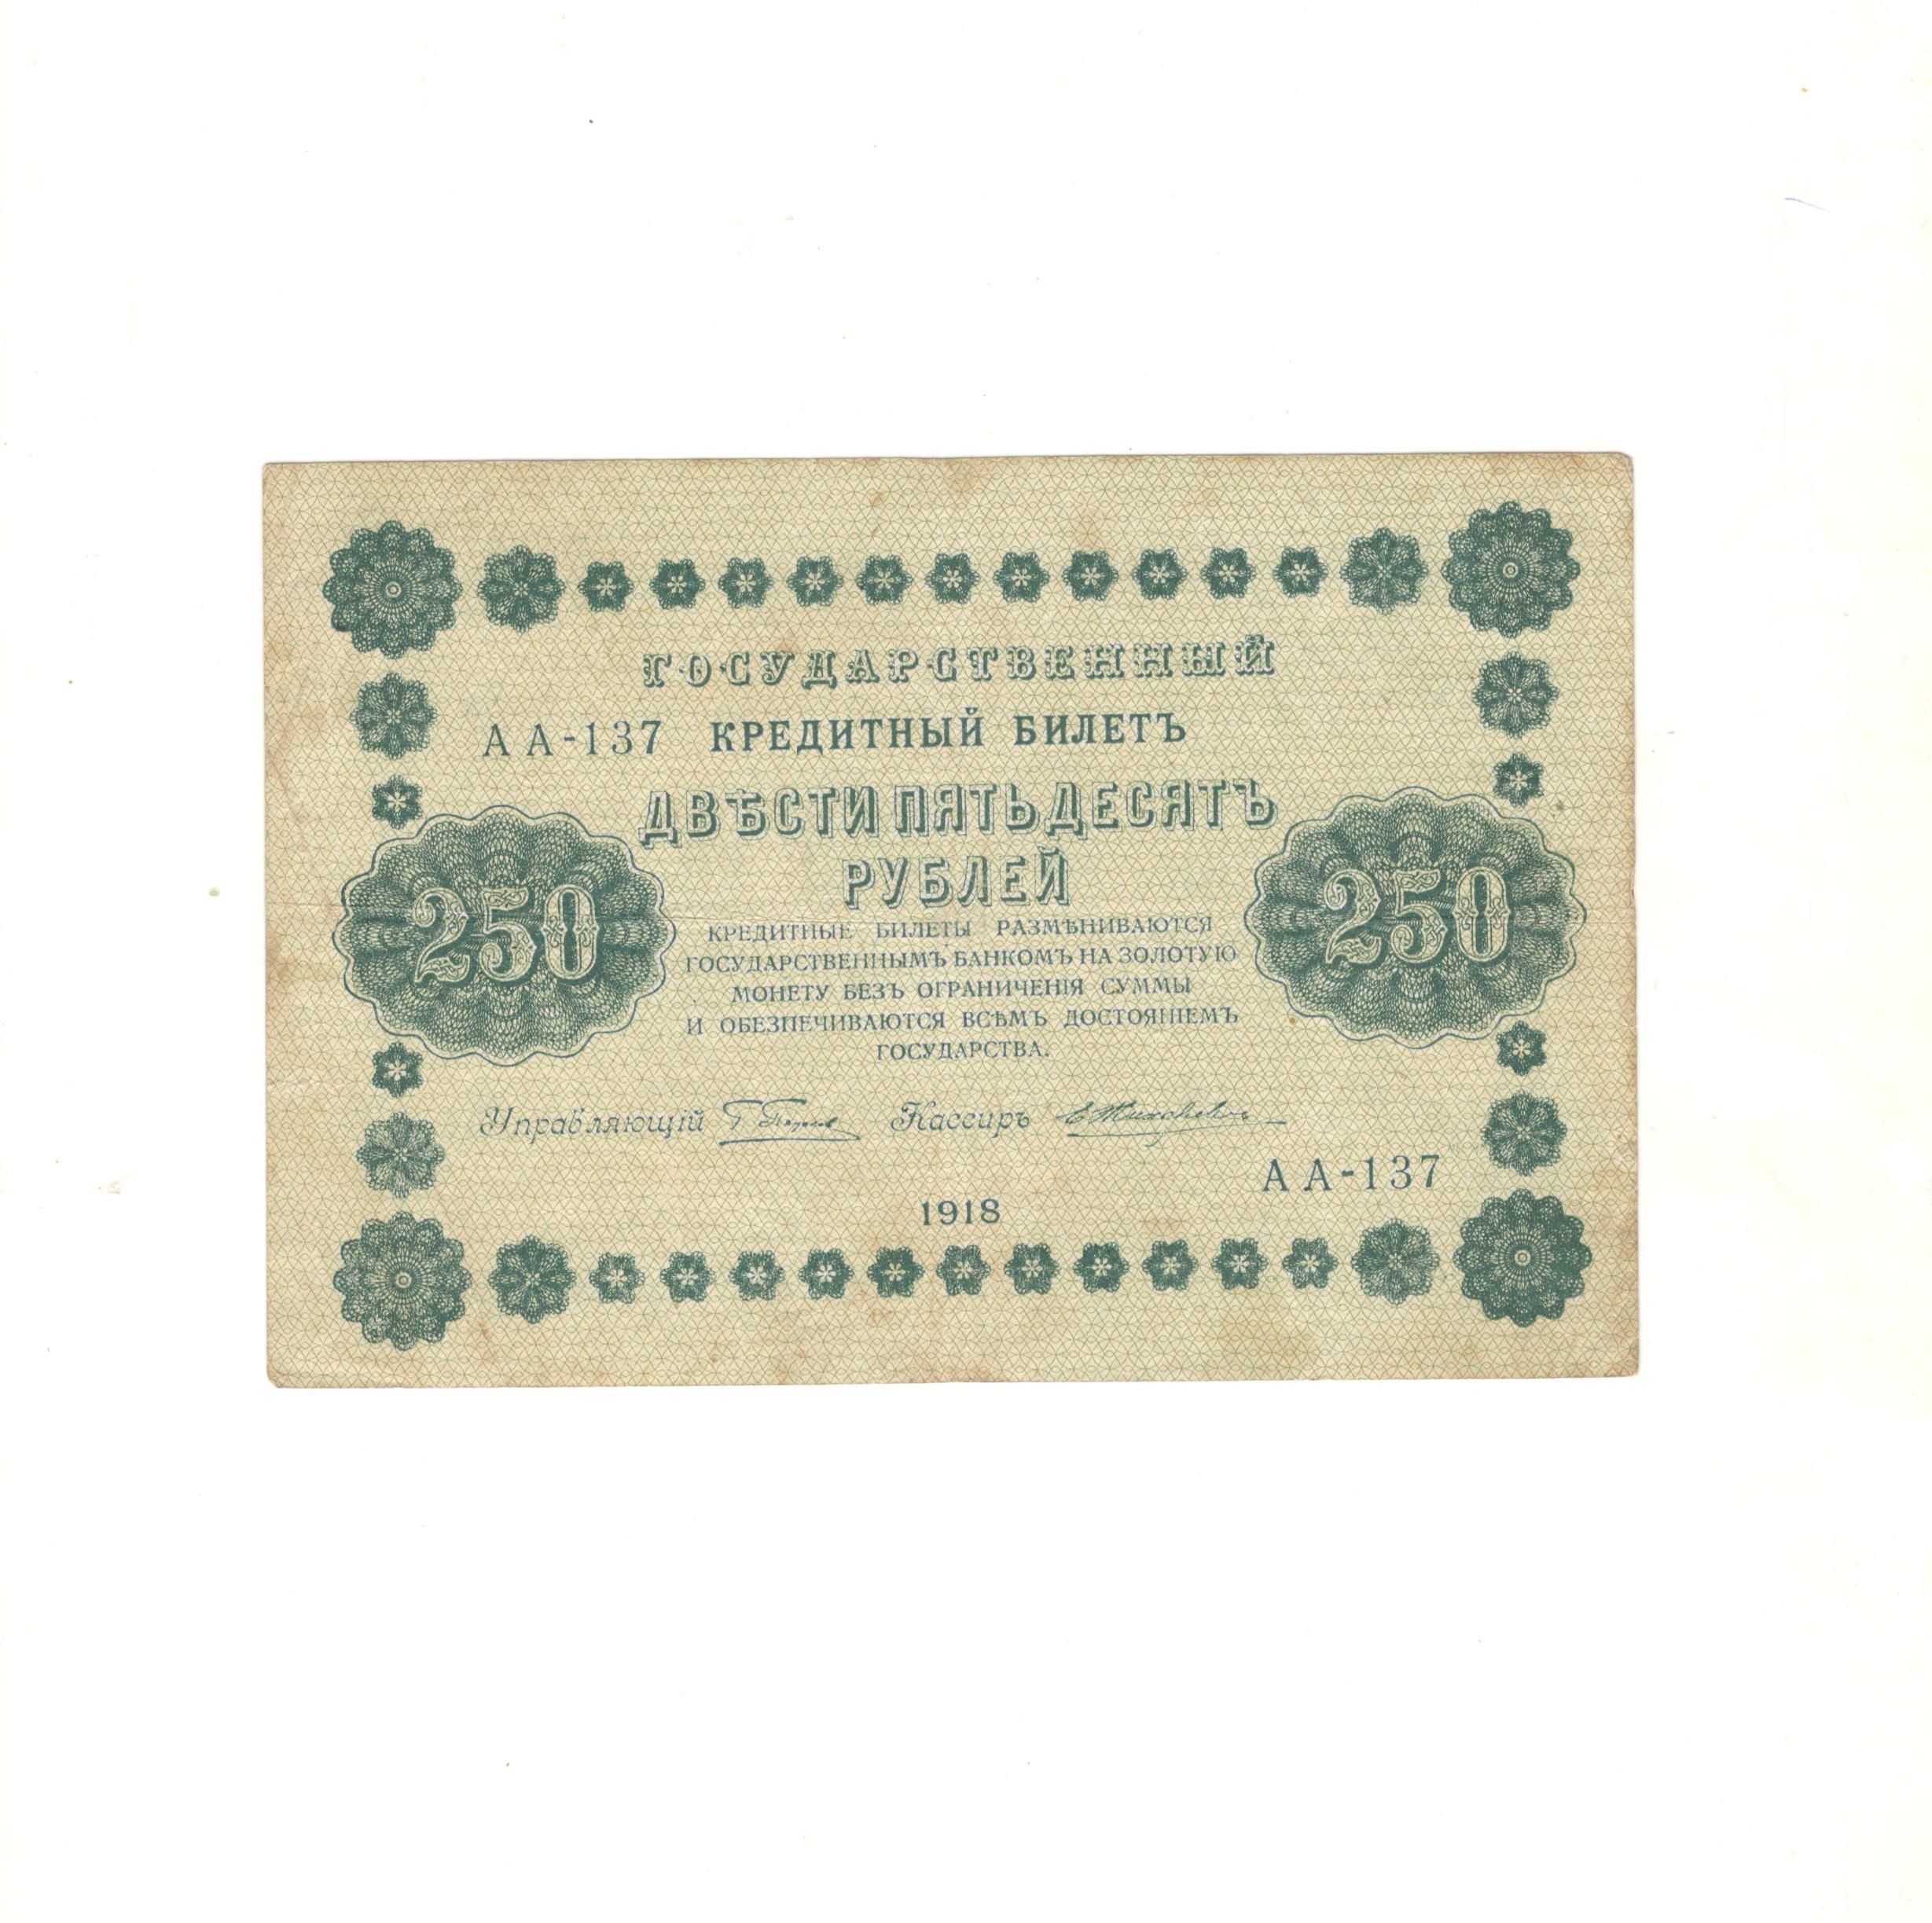 ГОСУДАРСТВЕННЫЙ
АА-137 КРЕДИТНЫЙ БИЛЕТЪ
ДВѢСТИ ПЯТЬДЕСЯТЪ
РУБЛЕЙ
250
250
КРЕДИТНЫЕ БИЛЕТЫ РАЗМѢНИВАЮТСЯ
ГОСУДАРСТВЕННЫМЪ БАНКОМЪ НА ЗОЛОТУЮ
МОНЕТУ БЕЗЪ ОГРАНИЧЕНІЯ СУММЫ
И ОБЕЗПЕЧИВАЮТСЯ ВСѢМЪ ДОСТОЯНІЕМЪ
ГОСУДАРСТВА.
Управляющій Кассиръ
АА-137
1918